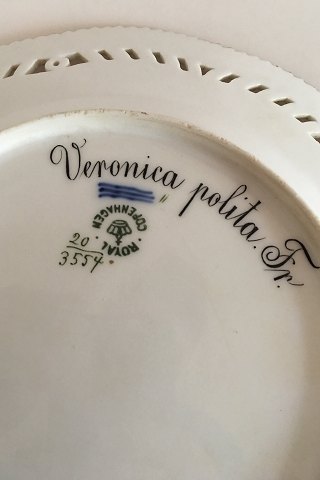 Veronica polita. Fr.
ROYAL COPENHAGEN
20
3554